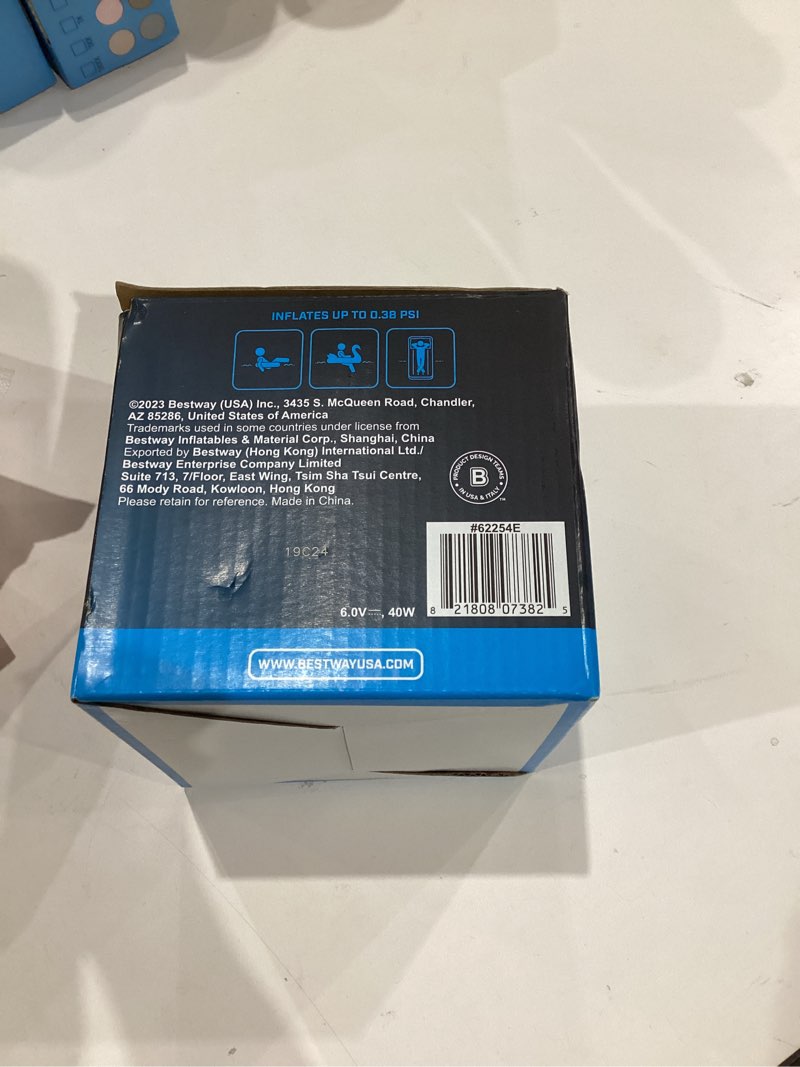 INFLATES UP TO 0.38 PSI
©2023 Bestway (USA) Inc., 3435 S. McQueen Road, Chandler,
AZ 85286, United States of America
Trademarks used in some countries under license from
Bestway Inflatables & Material Corp., Shanghai, China
Exported by Bestway (Hong Kong) International Ltd./
Bestway Enterprise Company Limited
Suite 713, 7/Floor, East Wing, Tsim Sha Tsui Centre,
66 Mody Road, Kowloon, Hong Kong
Please retain for reference. Made in China.
PRODUCT DESIGN TEAMS
B
IN USA & ITALY
TM
#62254E
19C24
6.0V⎓, 40W
8 21808 07382 5
WWW.BESTWAYUSA.COM